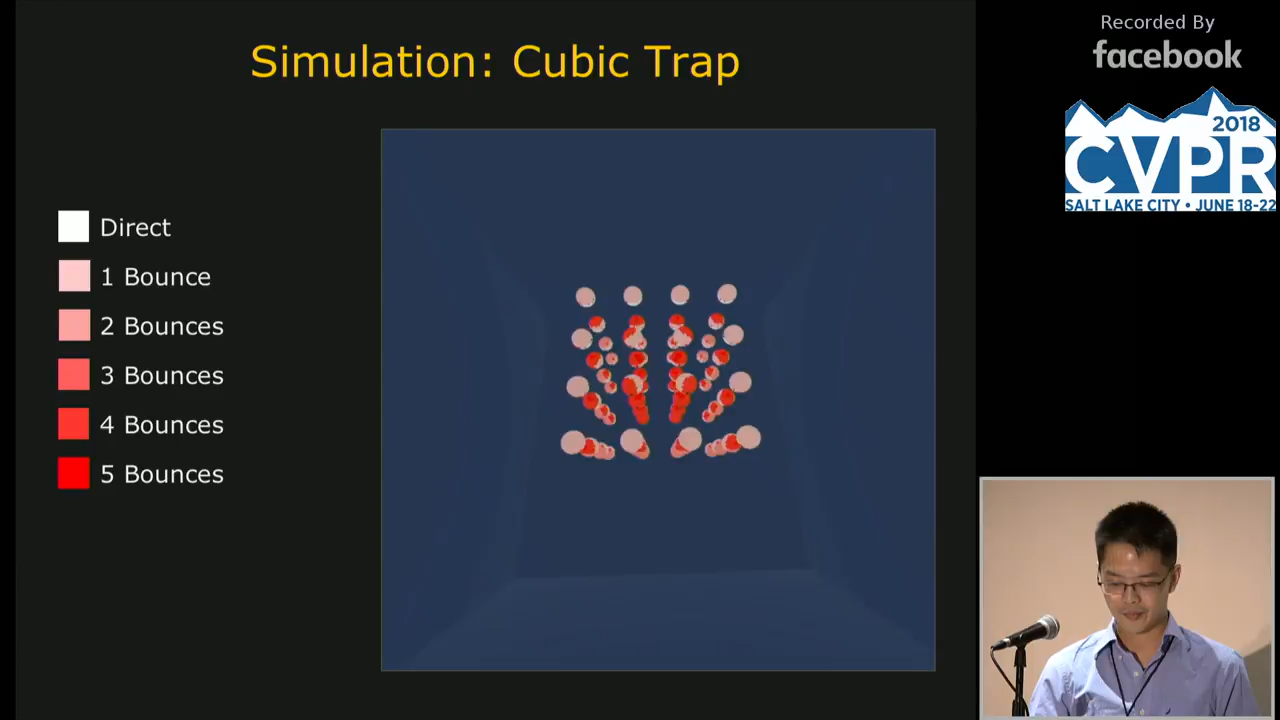 Simulation: Cubic Trap
Direct
1 Bounce
2 Bounces
3 Bounces
4 Bounces
5 Bounces
Recorded By
facebook
2018
CVPR
SALT LAKE CITY • JUNE 18-22